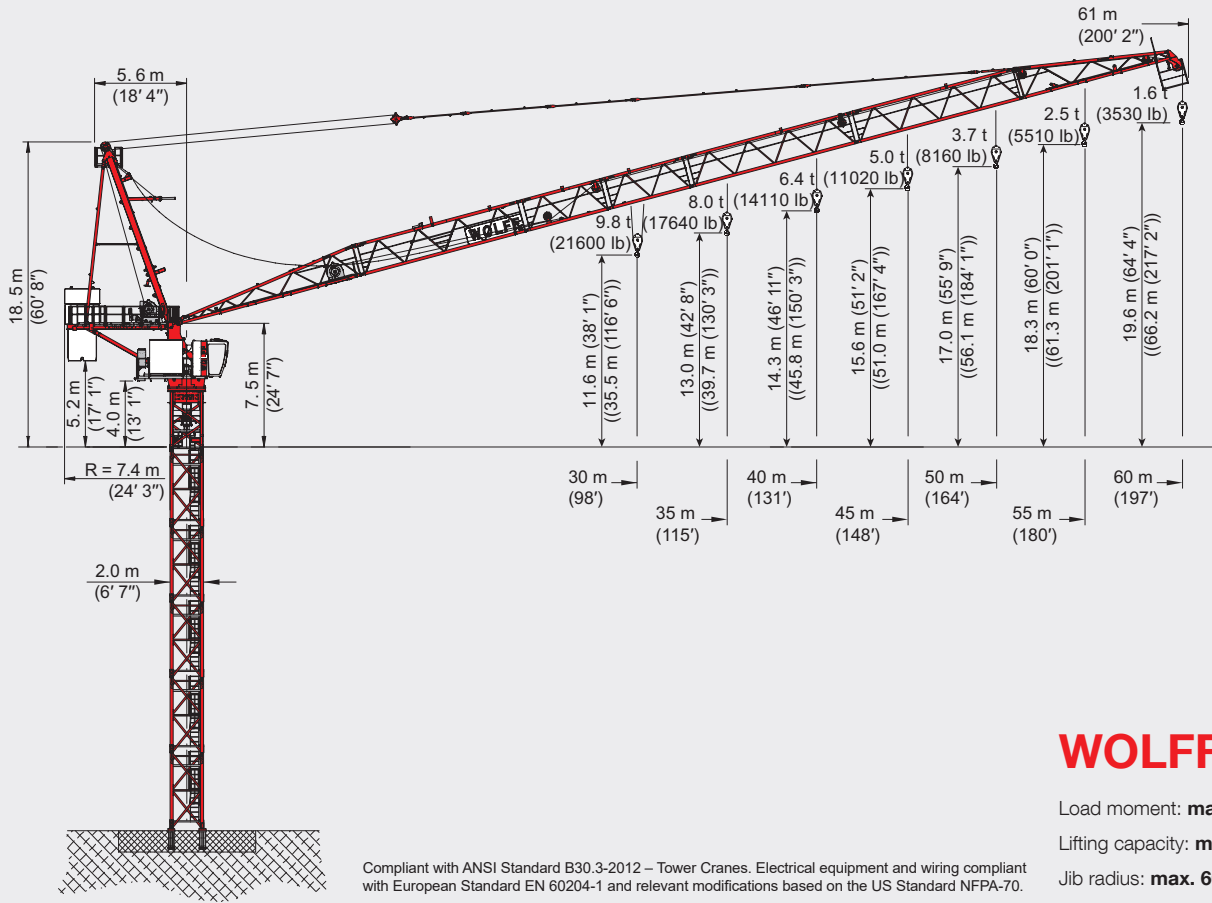 61 m
(200′ 2″)
5.6 m
(18′ 4″)
1.6 t
(3530 lb)
2.5 t
(5510 lb)
3.7 t
(8160 lb)
5.0 t
(11020 lb)
6.4 t
(14110 lb)
8.0 t
(17640 lb)
9.8 t
(21600 lb)
WOLFF
18.5 m
(60′ 8″)
5.2 m
(17′ 1″)
4.0 m
(13′ 1″)
7.5 m
(24′ 7″)
11.6 m (38′ 1″)
((35.5 m (116′ 6″))
13.0 m (42′ 8″)
((39.7 m (130′ 3″))
14.3 m (46′ 11″)
((45.8 m (150′ 3″))
15.6 m (51′ 2″)
((51.0 m (167′ 4″))
17.0 m (55′ 9″)
((56.1 m (184′ 1″))
18.3 m (60′ 0″)
((61.3 m (201′ 1″))
19.6 m (64′ 4″)
((66.2 m (217′ 2″))
R = 7.4 m
(24′ 3″)
30 m
(98′)
35 m
(115′)
40 m
(131′)
45 m
(148′)
50 m
(164′)
55 m
(180′)
60 m
(197′)
2.0 m
(6′ 7″)
WOLFF
Load moment: ma
Lifting capacity: m
Jib radius: max. 6
Compliant with ANSI Standard B30.3-2012 – Tower Cranes. Electrical equipment and wiring compliant
with European Standard EN 60204-1 and relevant modifications based on the US Standard NFPA-70.